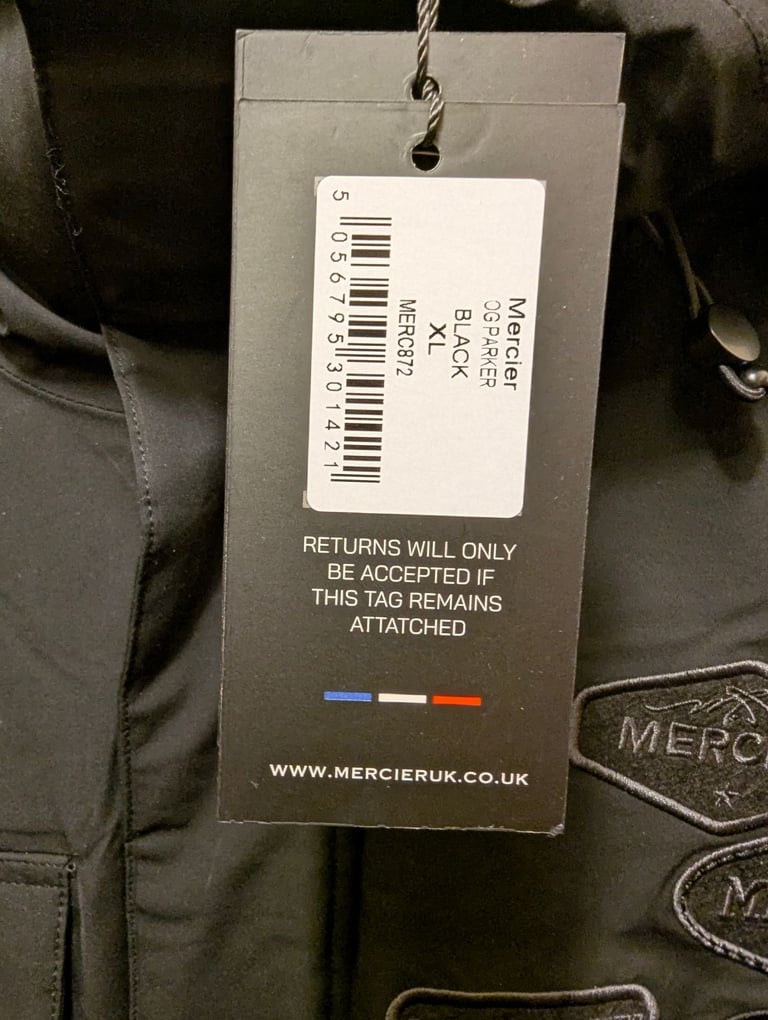 Mercier
OG PARKER
BLACK
XL
MERC872
5 056795 301421
RETURNS WILL ONLY
BE ACCEPTED IF
THIS TAG REMAINS
ATTATCHED
WWW.MERCIERUK.CO.UK